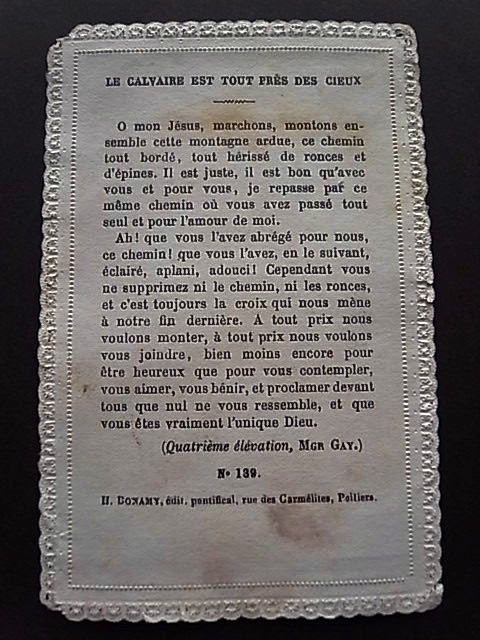 LE CALVAIRE EST TOUT PRÈS DES CIEUX
O mon Jésus, marchons, montons en-
semble cette montagne ardue, ce chemin
tout bordé, tout hérissé de ronces et
d'épines. Il est juste, il est bon qu'avec
vous et pour vous, je repasse par ce
même chemin où vous avez passé tout
seul et pour l'amour de moi.
Ah! que vous l'avez abrégé pour nous,
ce chemin! que vous l'avez, en le suivant,
éclairé, aplani, adouci! Cependant vous
ne supprimez ni le chemin, ni les ronces,
et c'est toujours la croix qui nous mène
à notre fin dernière. A tout prix nous
voulons monter, à tout prix nous voulons
vous joindre, bien moins encore pour
être heureux que pour vous contempler,
vous aimer, vous bénir, et proclamer devant
tous que nul ne vous ressemble, et que
vous êtes vraiment l'unique Dieu.
(Quatrième élévation, MGR GAY.)
No 139.
H. BONAMY, édit. pontifical, rue des Carmélites, Poitiers.